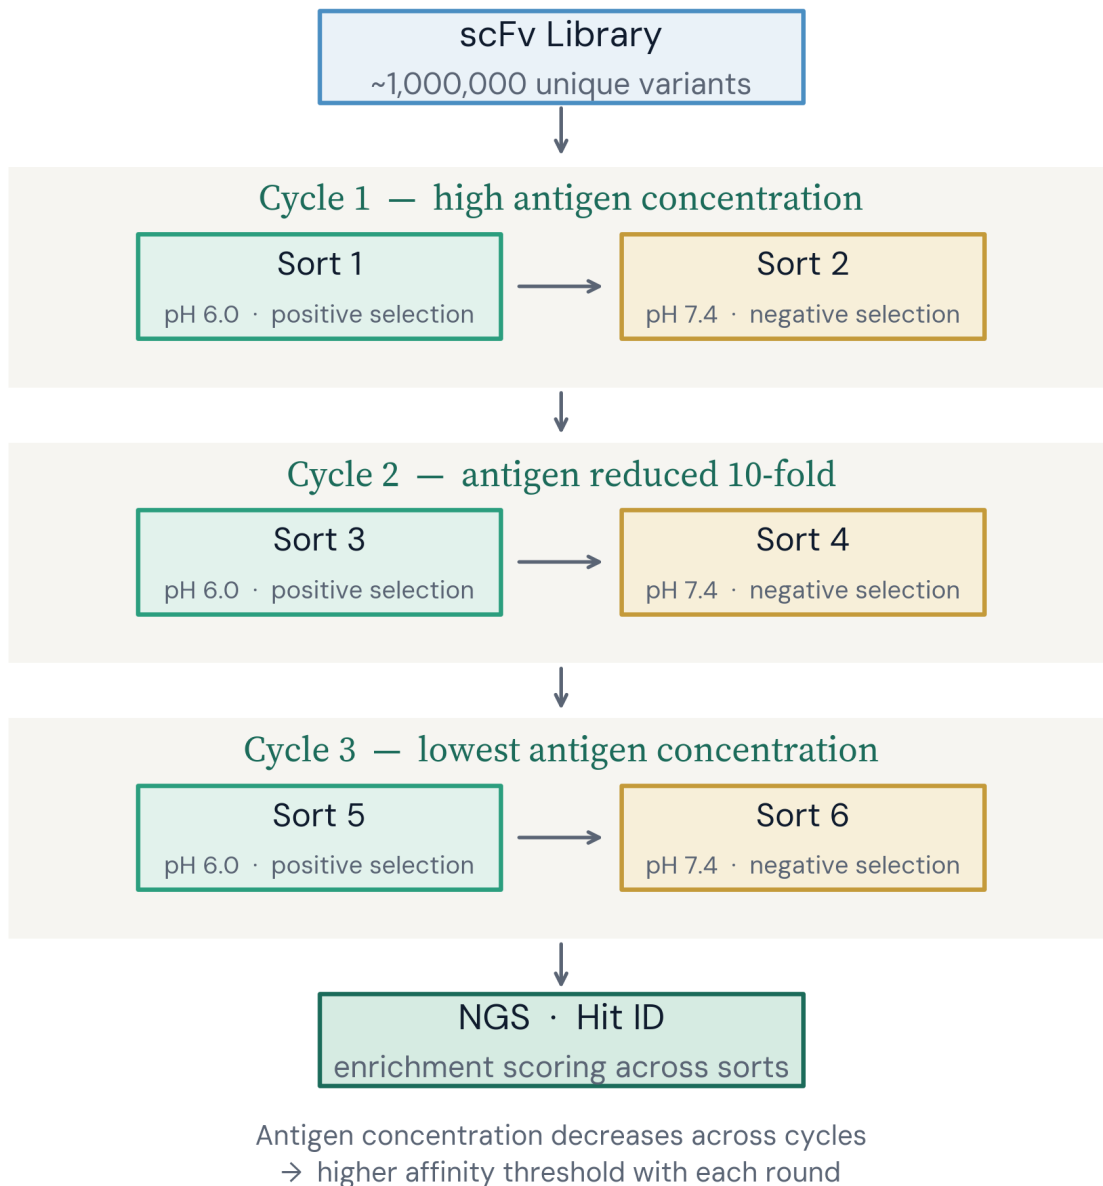 scFv Library
~1,000,000 unique variants
Cycle 1 — high antigen concentration
Sort 1
pH 6.0 · positive selection
Sort 2
pH 7.4 · negative selection
Cycle 2 — antigen reduced 10-fold
Sort 3
pH 6.0 · positive selection
Sort 4
pH 7.4 · negative selection
Cycle 3 — lowest antigen concentration
Sort 5
pH 6.0 · positive selection
Sort 6
pH 7.4 · negative selection
NGS · Hit ID
enrichment scoring across sorts
Antigen concentration decreases across cycles
→ higher affinity threshold with each round